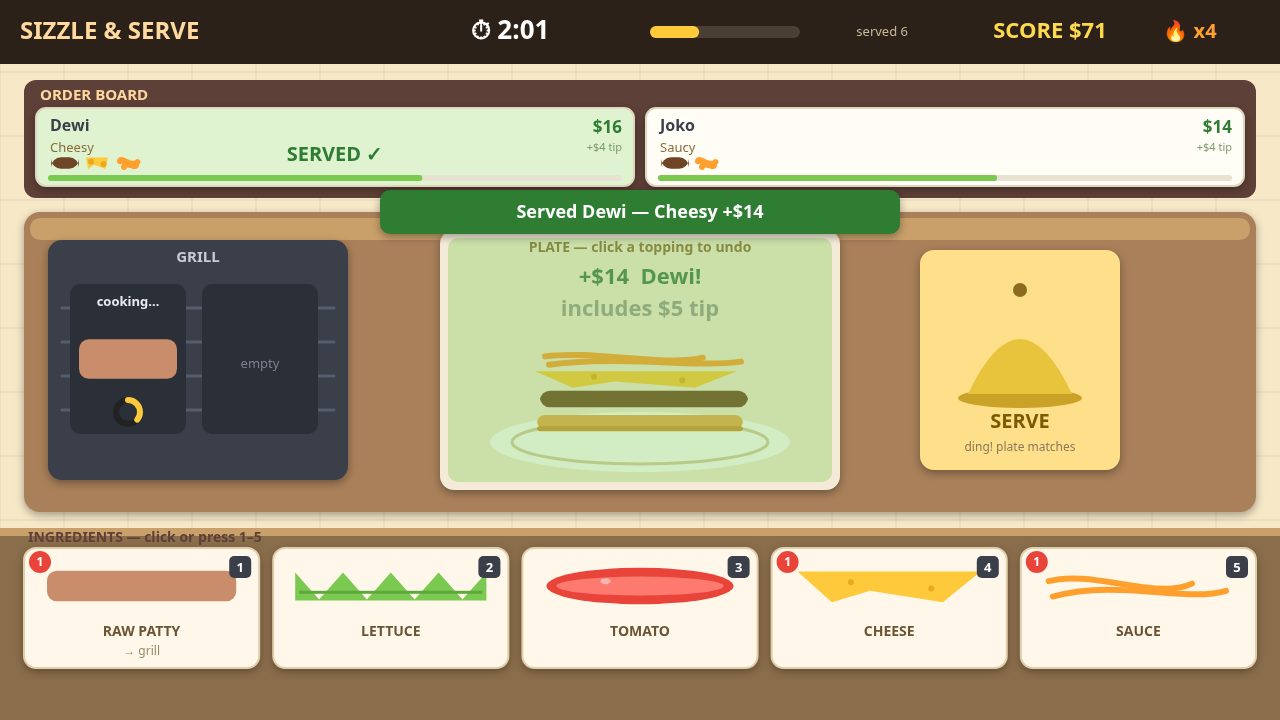 SIZZLE & SERVE
⏱ 2:01
served 6
SCORE $71
🔥 x4
ORDER BOARD
Dewi
$16
Cheesy
+$4 tip
SERVED ✓
Joko
$14
Saucy
+$4 tip
Served Dewi — Cheesy +$14
GRILL
cooking...
empty
PLATE — click a topping to undo
+$14 Dewi!
includes $5 tip
SERVE
ding! plate matches
INGREDIENTS — click or press 1–5
1
1
RAW PATTY
→ grill
2
LETTUCE
3
TOMATO
1
4
CHEESE
1
5
SAUCE